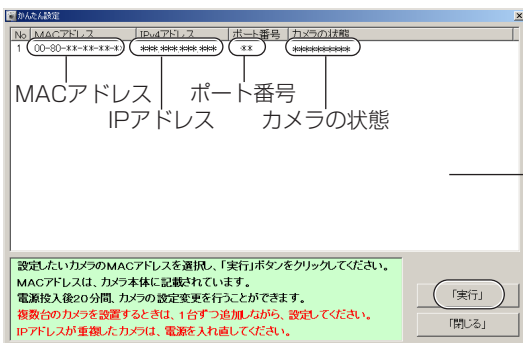 かんたん設定
No MACアドレス IPv4アドレス ポート番号 カメラの状態
1 00-80-**-**-**-*> ***.***.***.*** ** **********
MACアドレス ポート番号
IPアドレス カメラの状態
設定したいカメラのMACアドレスを選択し、「実行」ボタンをクリックしてください。
MACアドレスは、カメラ本体に記載されています。
電源投入後20分間、カメラの設定変更を行うことができます。
複数台のカメラを設置するときは、1台ずつ追加しながら、設定してください。
IPアドレスが重複したカメラは、電源を入れ直してください。
「実行」
「閉じる」